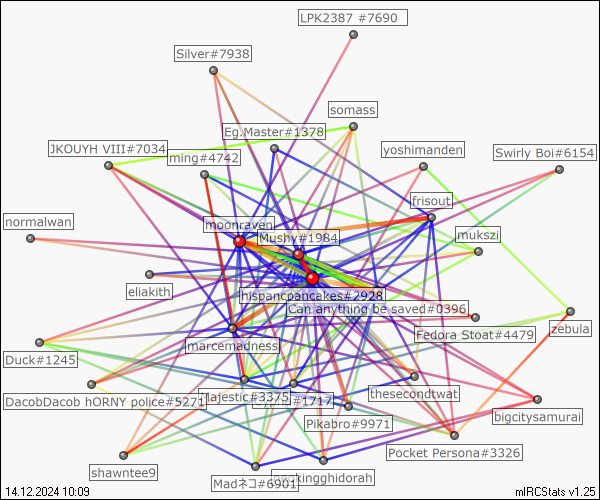 LPK2387 #7690
Silver#7938
somass
Eg.Master#1378
JKOUYH VIII#7034
ming#4742
yoshimanden
Swirly Boi#6154
frisout
normalwan
moonraven
Mushy#1984
mukszi
eliakith
hispancpancakes#2928
Can anything be saved#0396
Fedora Stoat#4479
zebula
marcemadness
Duck#1245
DacobDacob hORNY police#5271
Majestic#3375
#1717
thesecondtwat
bigcitysamurai
Pikabro#9971
Pocket Persona#3326
shawntee9
Madネコ#6901
kingghidorah
14.12.2024 10:09
mIRCStats v1.25